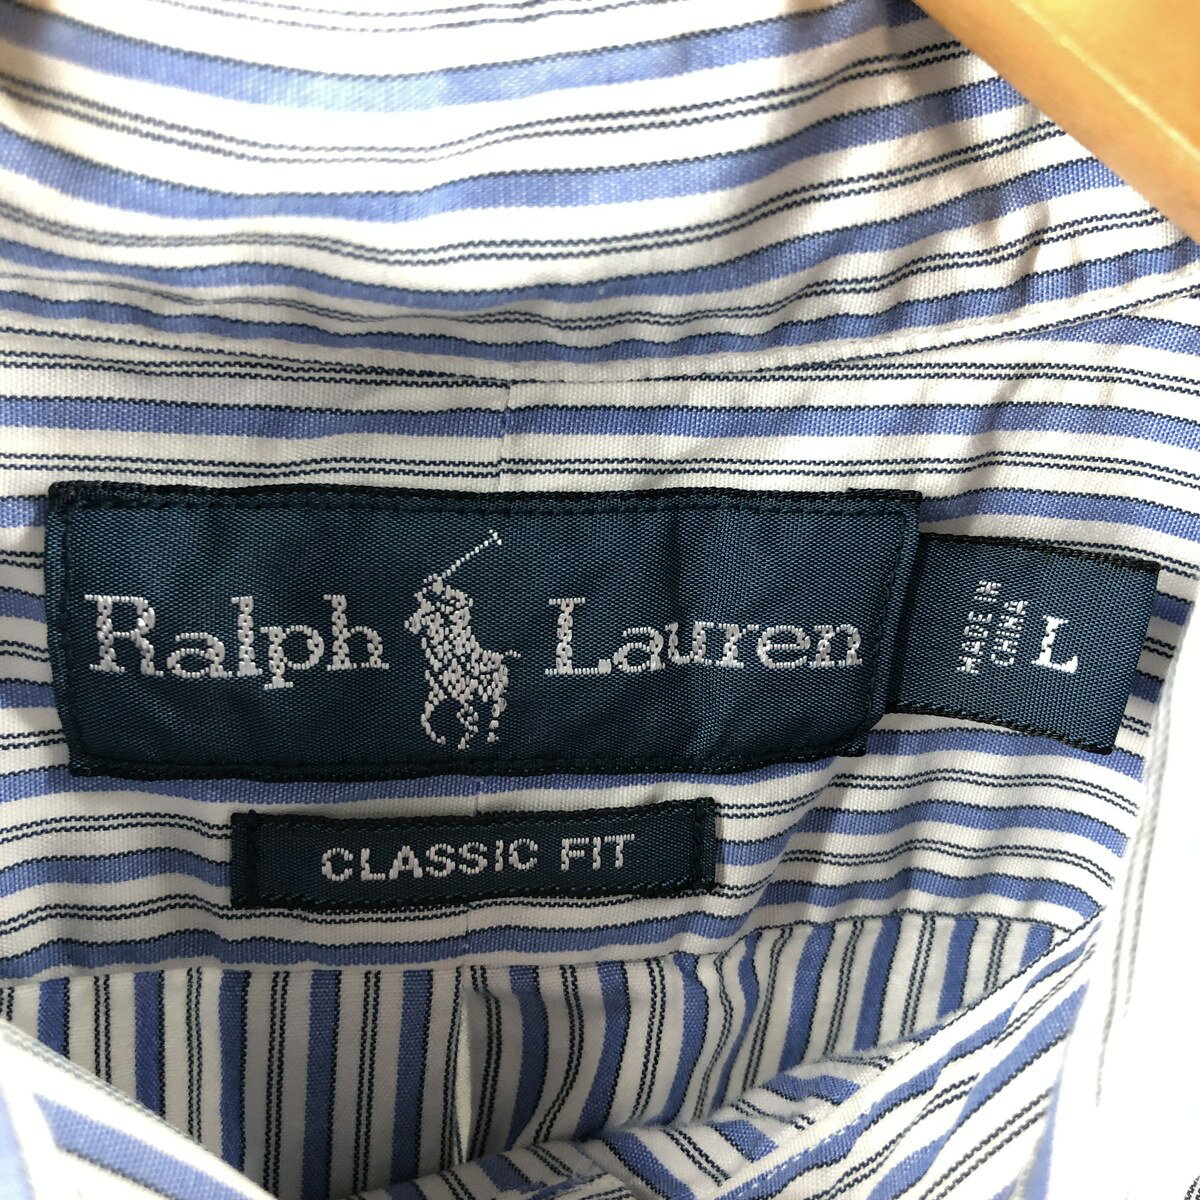 Ralph Lauren
MADE IN
CHINA
L
CLASSIC FIT